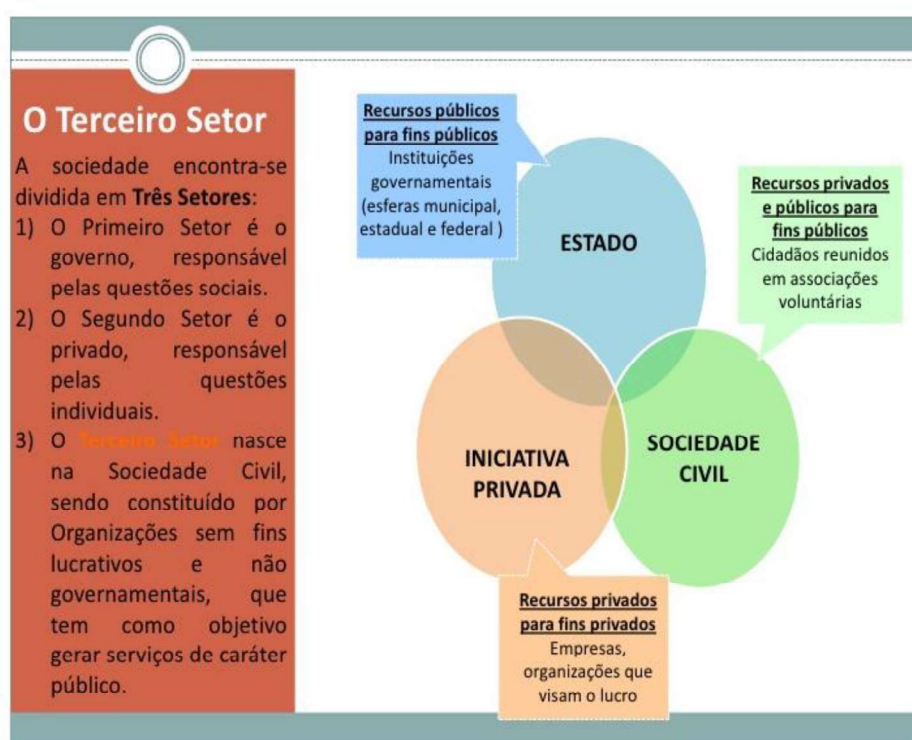 O Terceiro Setor
A sociedade encontra-se
dividida em Três Setores:
1) O Primeiro Setor é o
governo, responsável
pelas questões sociais.
2) O Segundo Setor é o
privado, responsável
pelas questões
individuais.
3) O Terceiro Setor nasce
na Sociedade Civil,
sendo constituído por
Organizações sem fins
lucrativos e não
governamentais, que
tem como objetivo
gerar serviços de caráter
público.
Recursos públicos
para fins públicos
Instituições
governamentais
(esferas municipal,
estadual e federal )
ESTADO
Recursos privados
e públicos para
fins públicos
Cidadãos reunidos
em associações
voluntárias
INICIATIVA
PRIVADA
SOCIEDADE
CIVIL
Recursos privados
para fins privados
Empresas,
organizações que
visam o lucro